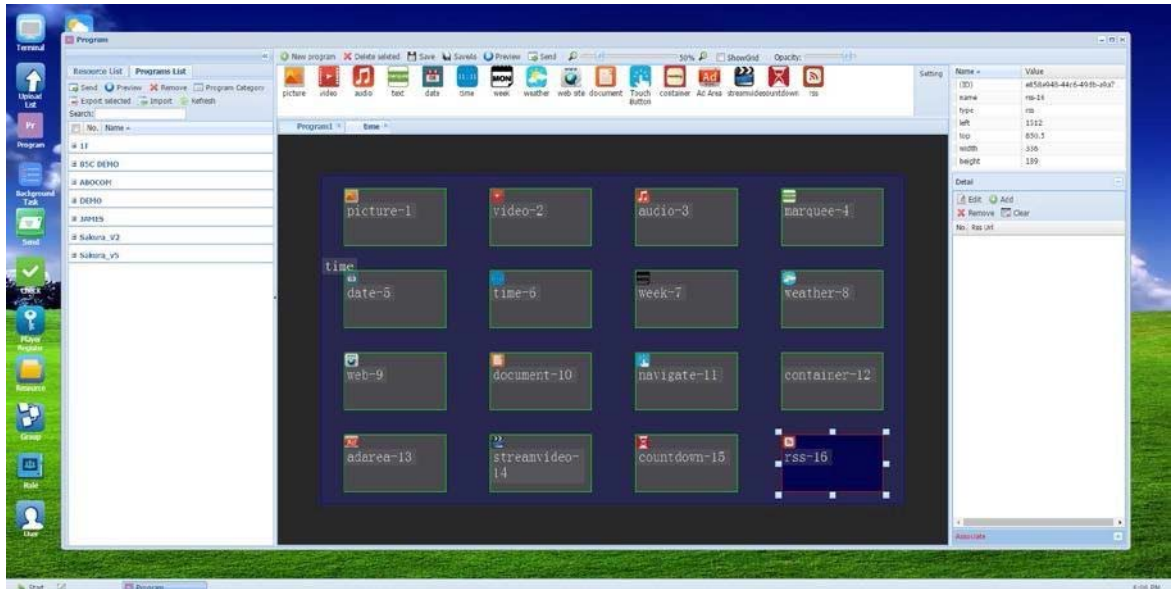 Terminal
Upload List
Program
Background Task
Send
Check
Player Register
Resource
Group
Role
User
Program
Resource List Programs List
Send Preview Remove Program Category
Export selected Import Refresh
Search:
No. Name
1F
BSC DEMO
ABOCOM
DEMO
JAMES
Sakura_V2
Sakura_V5
New program Delete seleted Save SaveAs Preview Send 50% ShowGrid Opacity:
11:11 MON Ad
picture video audio text date time week weather web site document Touch Button container Ad Area streamvideo countdown rss
Setting
Program1 time
picture-1 video-2 audio-3 marquee-4
time
date-5 time-6 week-7 weather-8
web-9 document-10 navigate-11 container-12
adarea-13 streamvideo-14 countdown-15 rss-16
Name Value
(ID)
name rss-16
type rss
left 1512
top 850.5
width 336
height 189
Detail
Edit Add
Remove Clear
No. Rss Url
Associate
Start Program